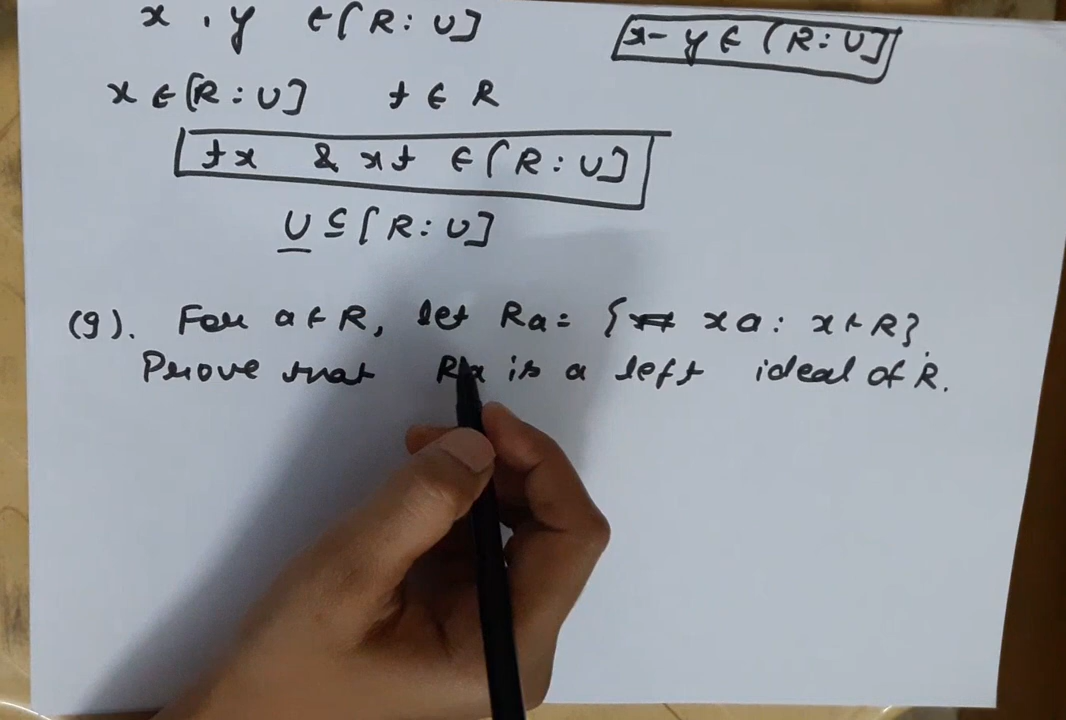 x , y ∈ [R : U] x - y ∈ [R : U]
x ∈ [R : U] t ∈ R
tx & xt ∈ [R : U]
U ⊆ [R : U]
(9). For a ∈ R, let Ra = { xa : x ∈ R}.
Prove that Ra is a left ideal of R.